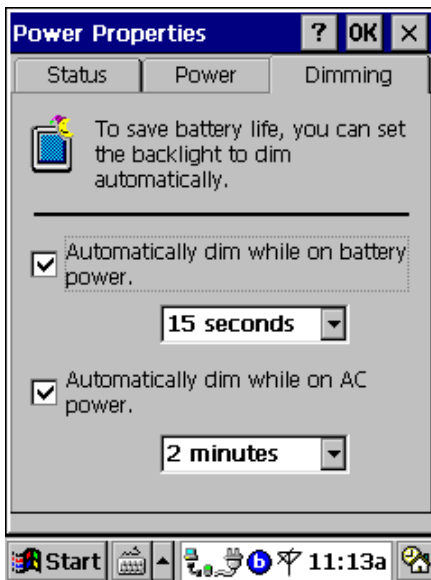 Power Properties ? OK ×
Status Power Dimming
To save battery life, you can set
the backlight to dim
automatically.
Automatically dim while on battery
power.
15 seconds
Automatically dim while on AC
power.
2 minutes
Start b 11:13a